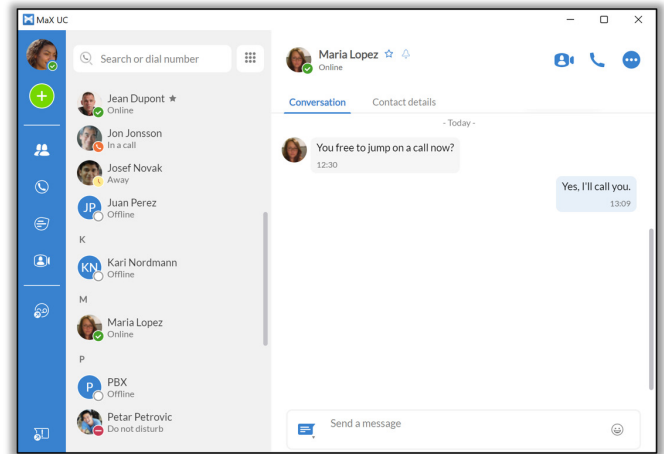 MaX UC
Search or dial number
Jean Dupont ★
Online
Jon Jonsson
In a call
Josef Novak
Away
JP
Juan Perez
Offline
K
KN
Kari Nordmann
Offline
M
Maria Lopez
Online
P
P
PBX
Offline
Petar Petrovic
Do not disturb
Maria Lopez
Online
Conversation Contact details
- Today -
You free to jump on a call now?
12:30
Yes, I'll call you.
13:09
Send a message